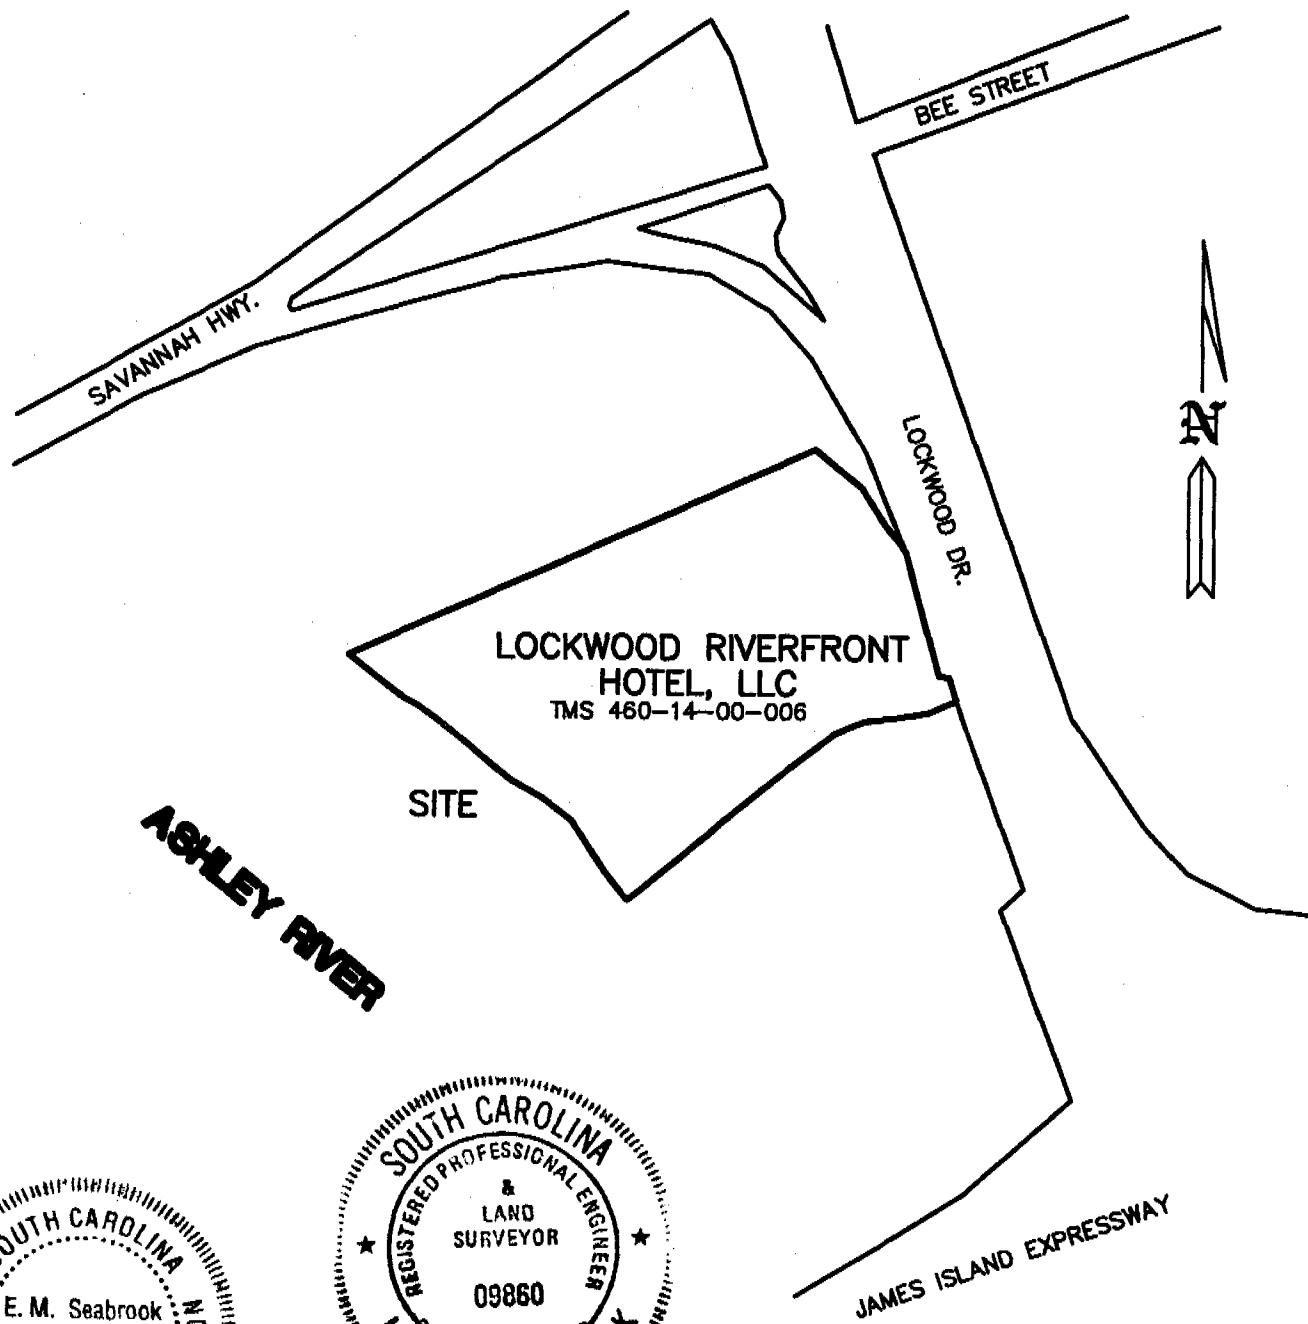 BEE STREET
SAVANNAH HWY.
LOCKWOOD DR.
N
LOCKWOOD RIVERFRONT
HOTEL, LLC
TMS 460-14-00-006
SITE
ASHLEY RIVER
SOUTH CAROLINA
REGISTERED PROFESSIONAL ENGINEER
&
LAND
SURVEYOR
09860
OUTH CAROLINA
E. M. Seabrook
JAMES ISLAND EXPRESSWAY